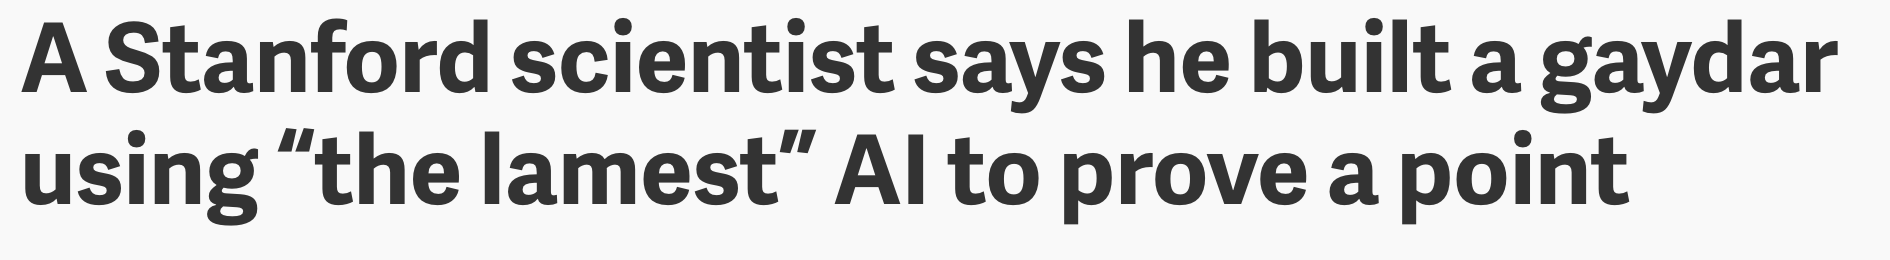 A Stanford scientist says he built a gaydar
using “the lamest” AI to prove a point